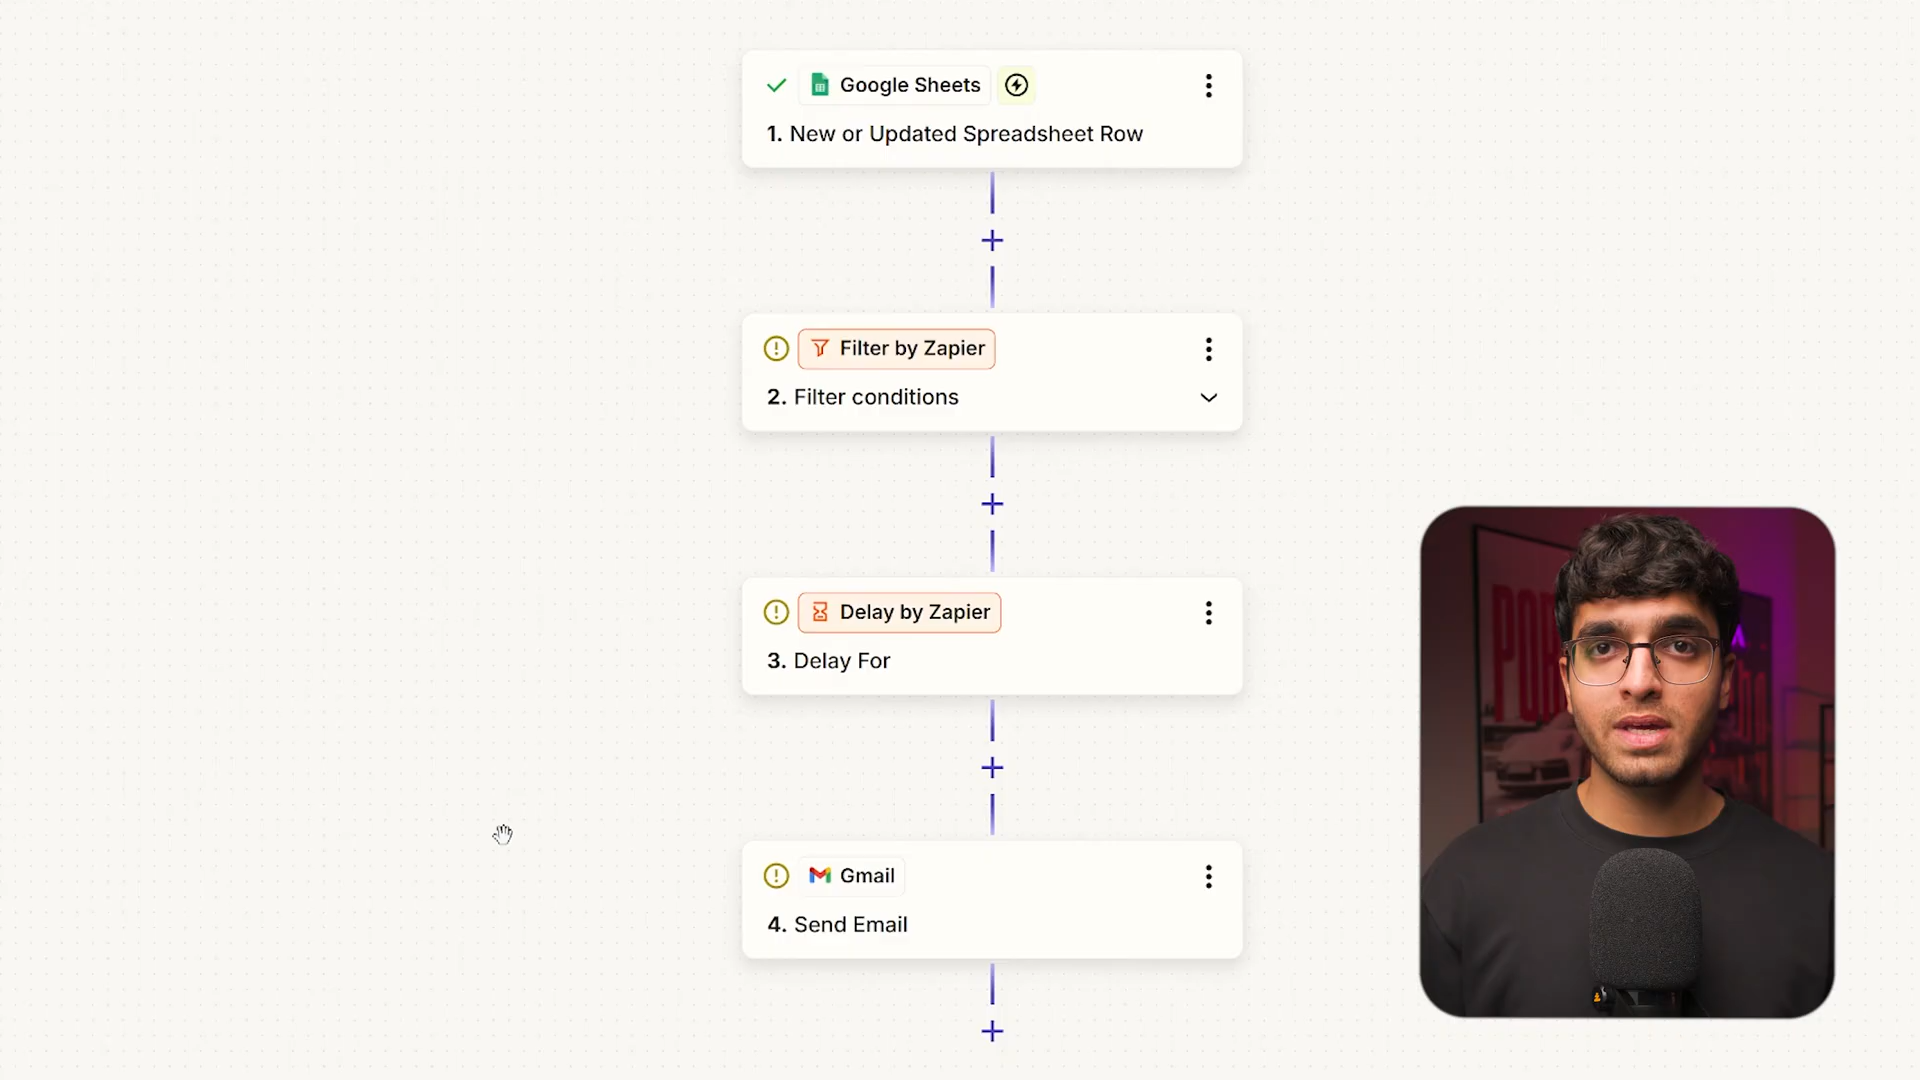 Google Sheets
1. New or Updated Spreadsheet Row
Filter by Zapier
2. Filter conditions
Delay by Zapier
3. Delay For
Gmail
4. Send Email